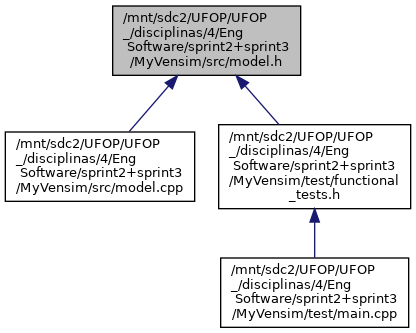 /mnt/sdc2/UFOP/UFOP
_/disciplinas/4/Eng
Software/sprint2+sprint3
/MyVensim/src/model.h
/mnt/sdc2/UFOP/UFOP
_/disciplinas/4/Eng
Software/sprint2+sprint3
/MyVensim/src/model.cpp
/mnt/sdc2/UFOP/UFOP
_/disciplinas/4/Eng
Software/sprint2+sprint3
/MyVensim/test/functional
_tests.h
/mnt/sdc2/UFOP/UFOP
_/disciplinas/4/Eng
Software/sprint2+sprint3
/MyVensim/test/main.cpp